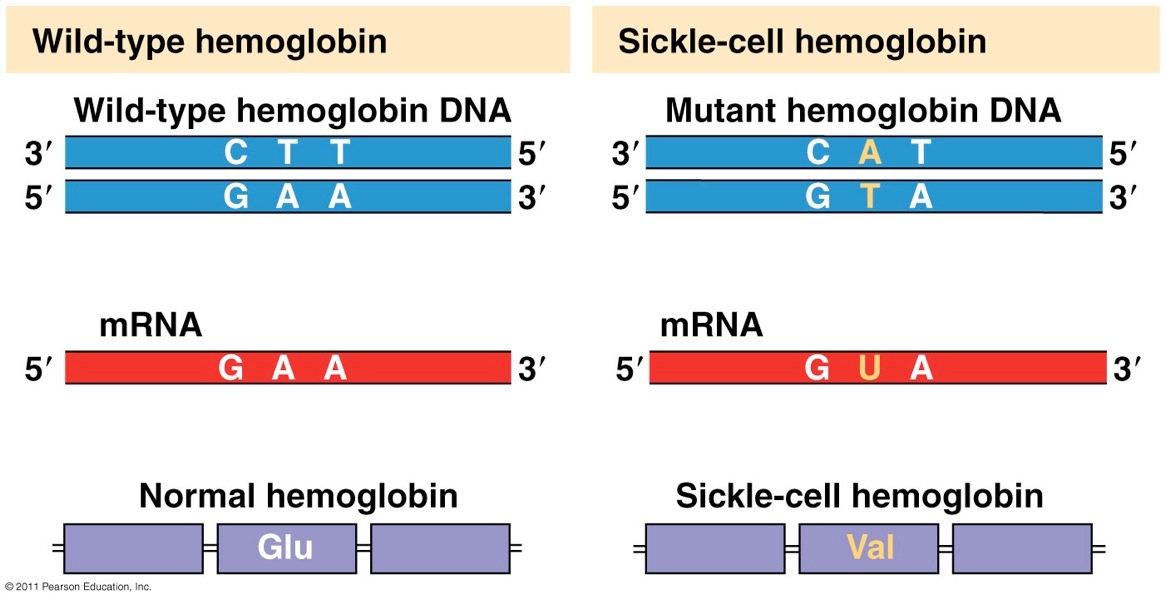 Wild-type hemoglobin
Wild-type hemoglobin DNA
3′ C T T 5′
5′ G A A 3′
mRNA
5′ G A A 3′
Normal hemoglobin
Glu
Sickle-cell hemoglobin
Mutant hemoglobin DNA
3′ C A T 5′
5′ G T A 3′
mRNA
5′ G U A 3′
Sickle-cell hemoglobin
Val
© 2011 Pearson Education, Inc.